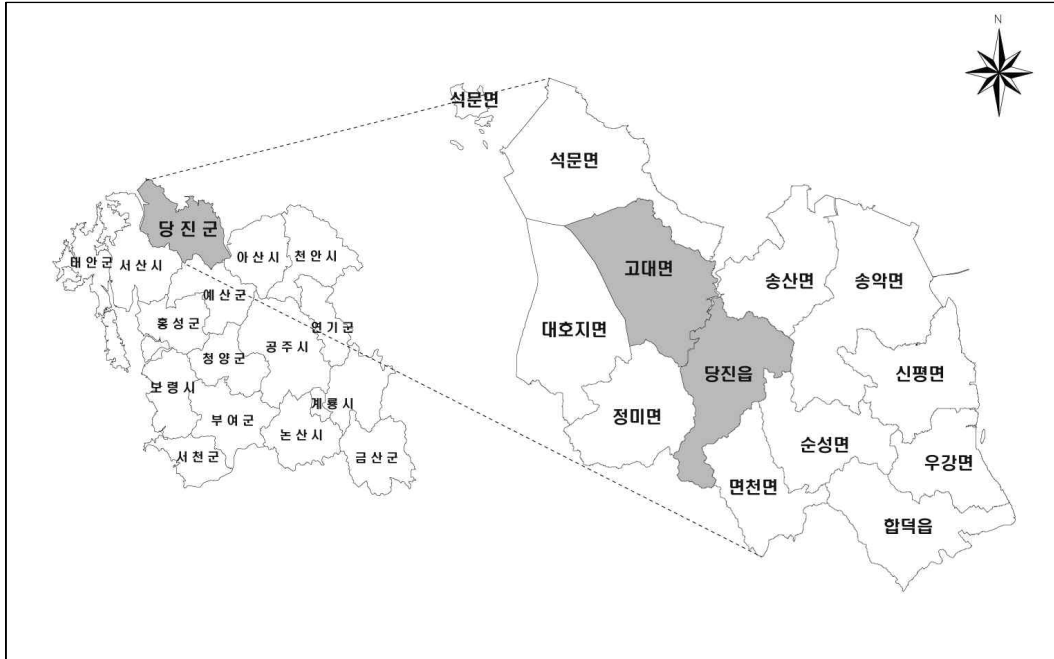 N
석문면
석문면
당진군
고대면
태안군
서산시
아산시
천안시
송산면
송악면
예산군
대호지면
홍성군
연기군
공주시
청양군
당진읍
신평면
보령시
계룡시
정미면
부여군
논산시
순성면
서천군
금산군
면천면
우강면
합덕읍